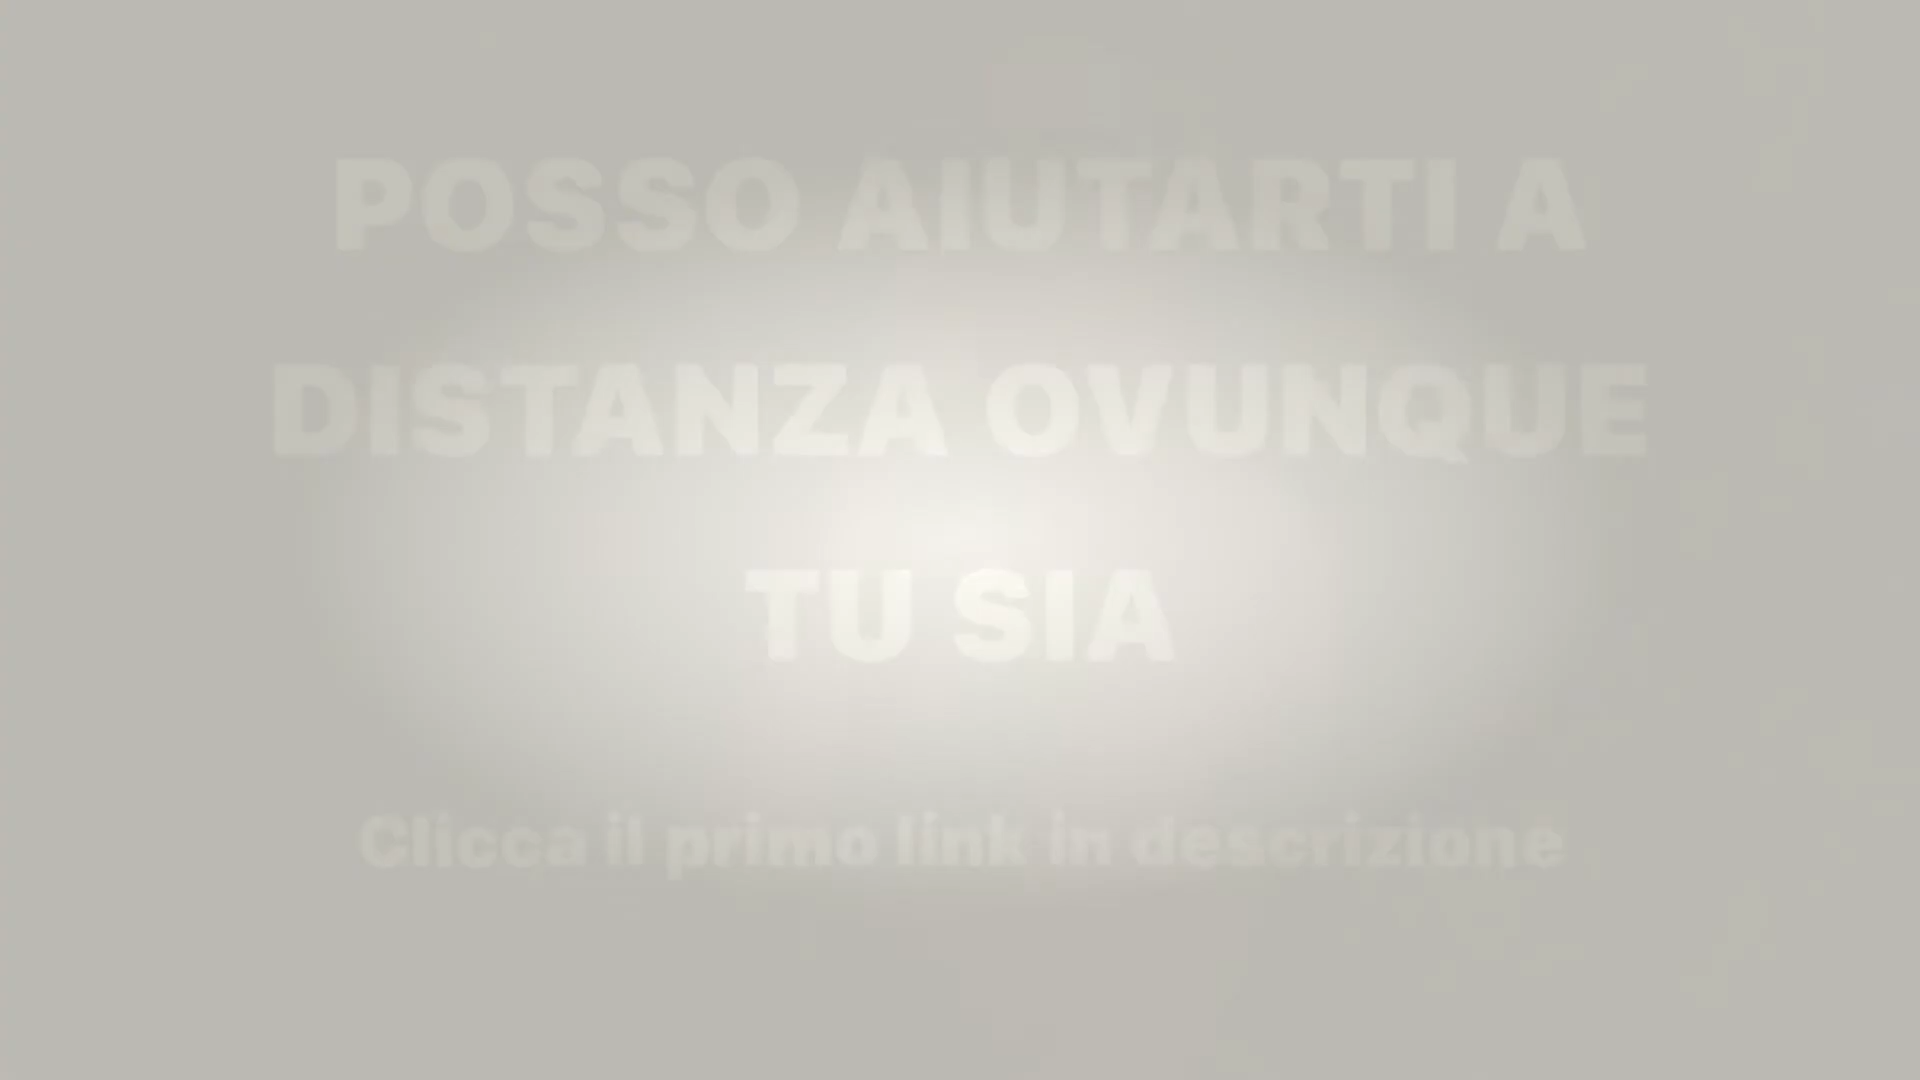 POSSO AIUTARTI A
DISTANZA OVUNQUE
TU SIA
Clicca il primo link in descrizione